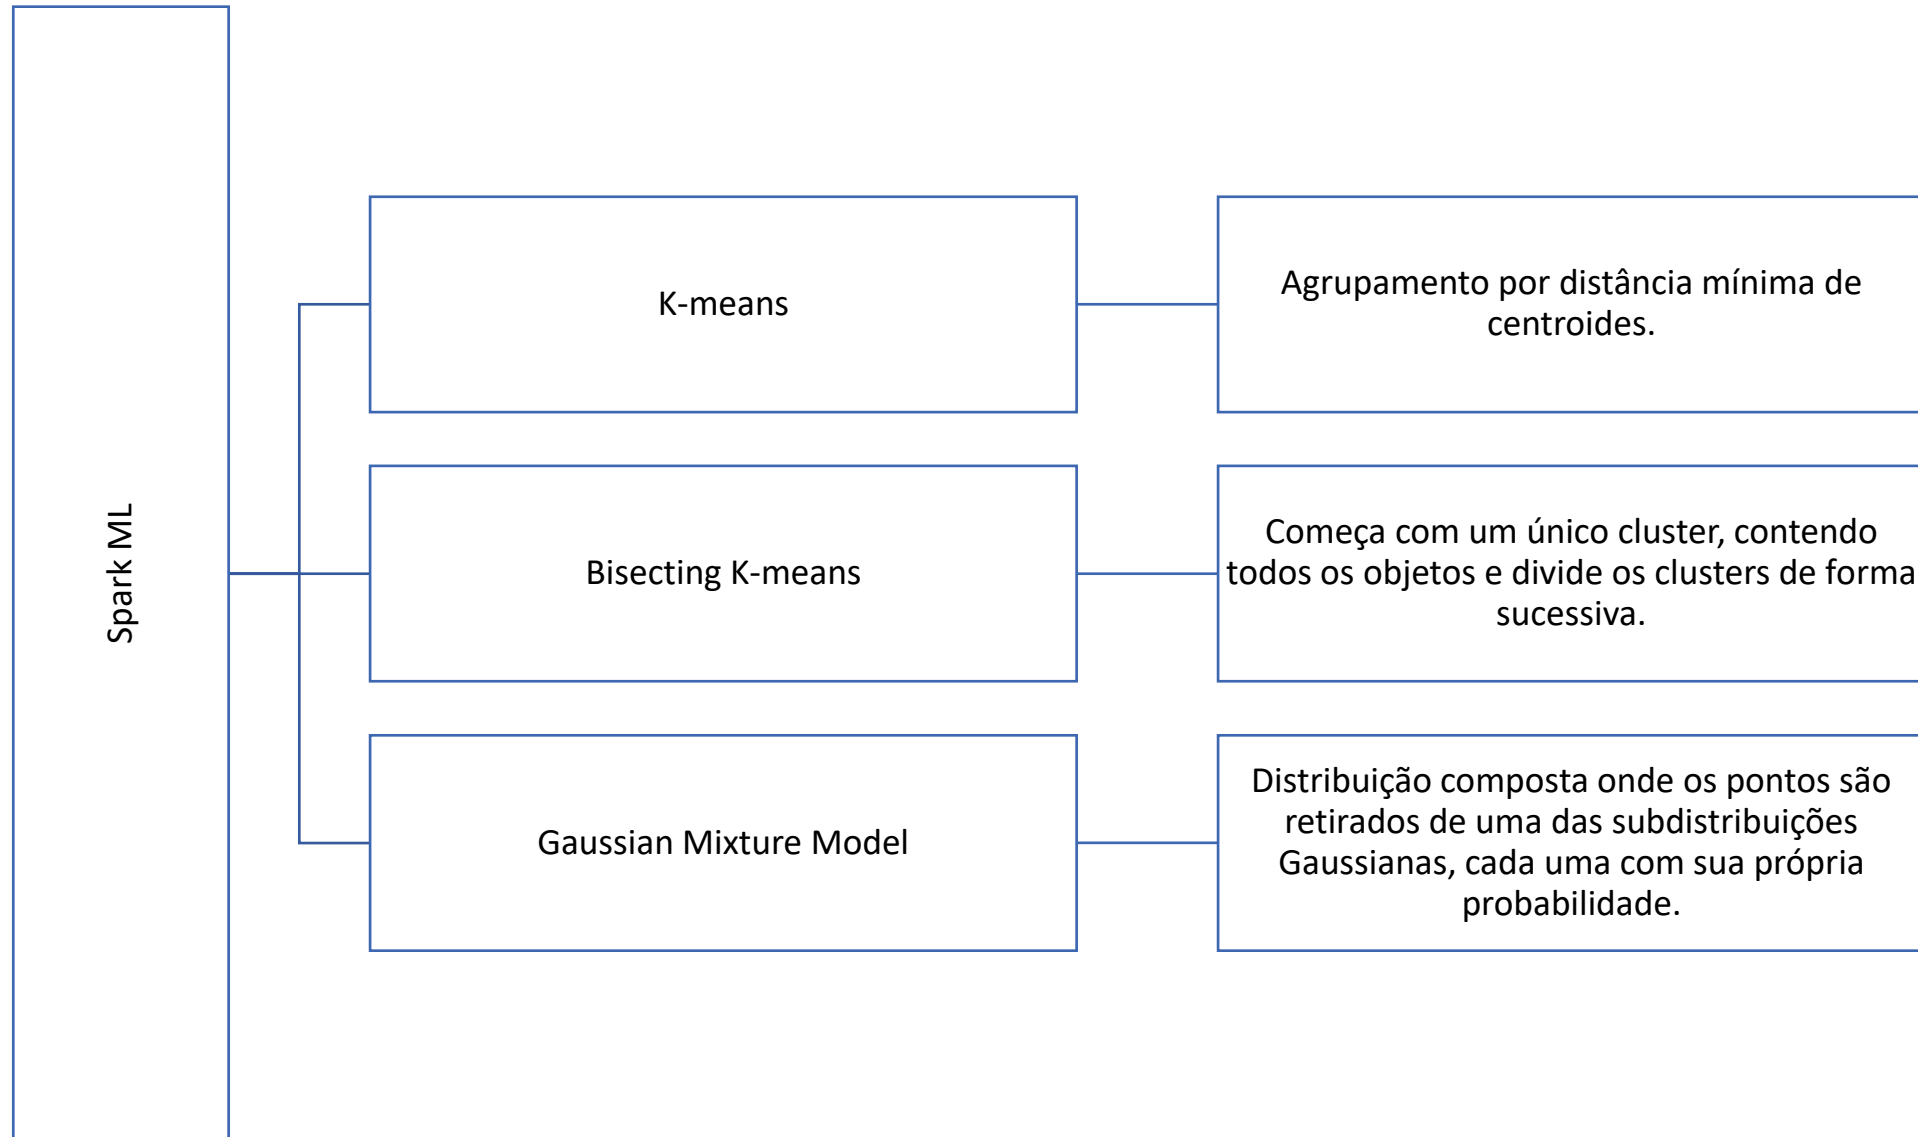 Spark ML
K-means
Agrupamento por distância mínima de
centroides.
Bisecting K-means
Começa com um único cluster, contendo
todos os objetos e divide os clusters de forma
sucessiva.
Gaussian Mixture Model
Distribuição composta onde os pontos são
retirados de uma das subdistribuições
Gaussianas, cada uma com sua própria
probabilidade.